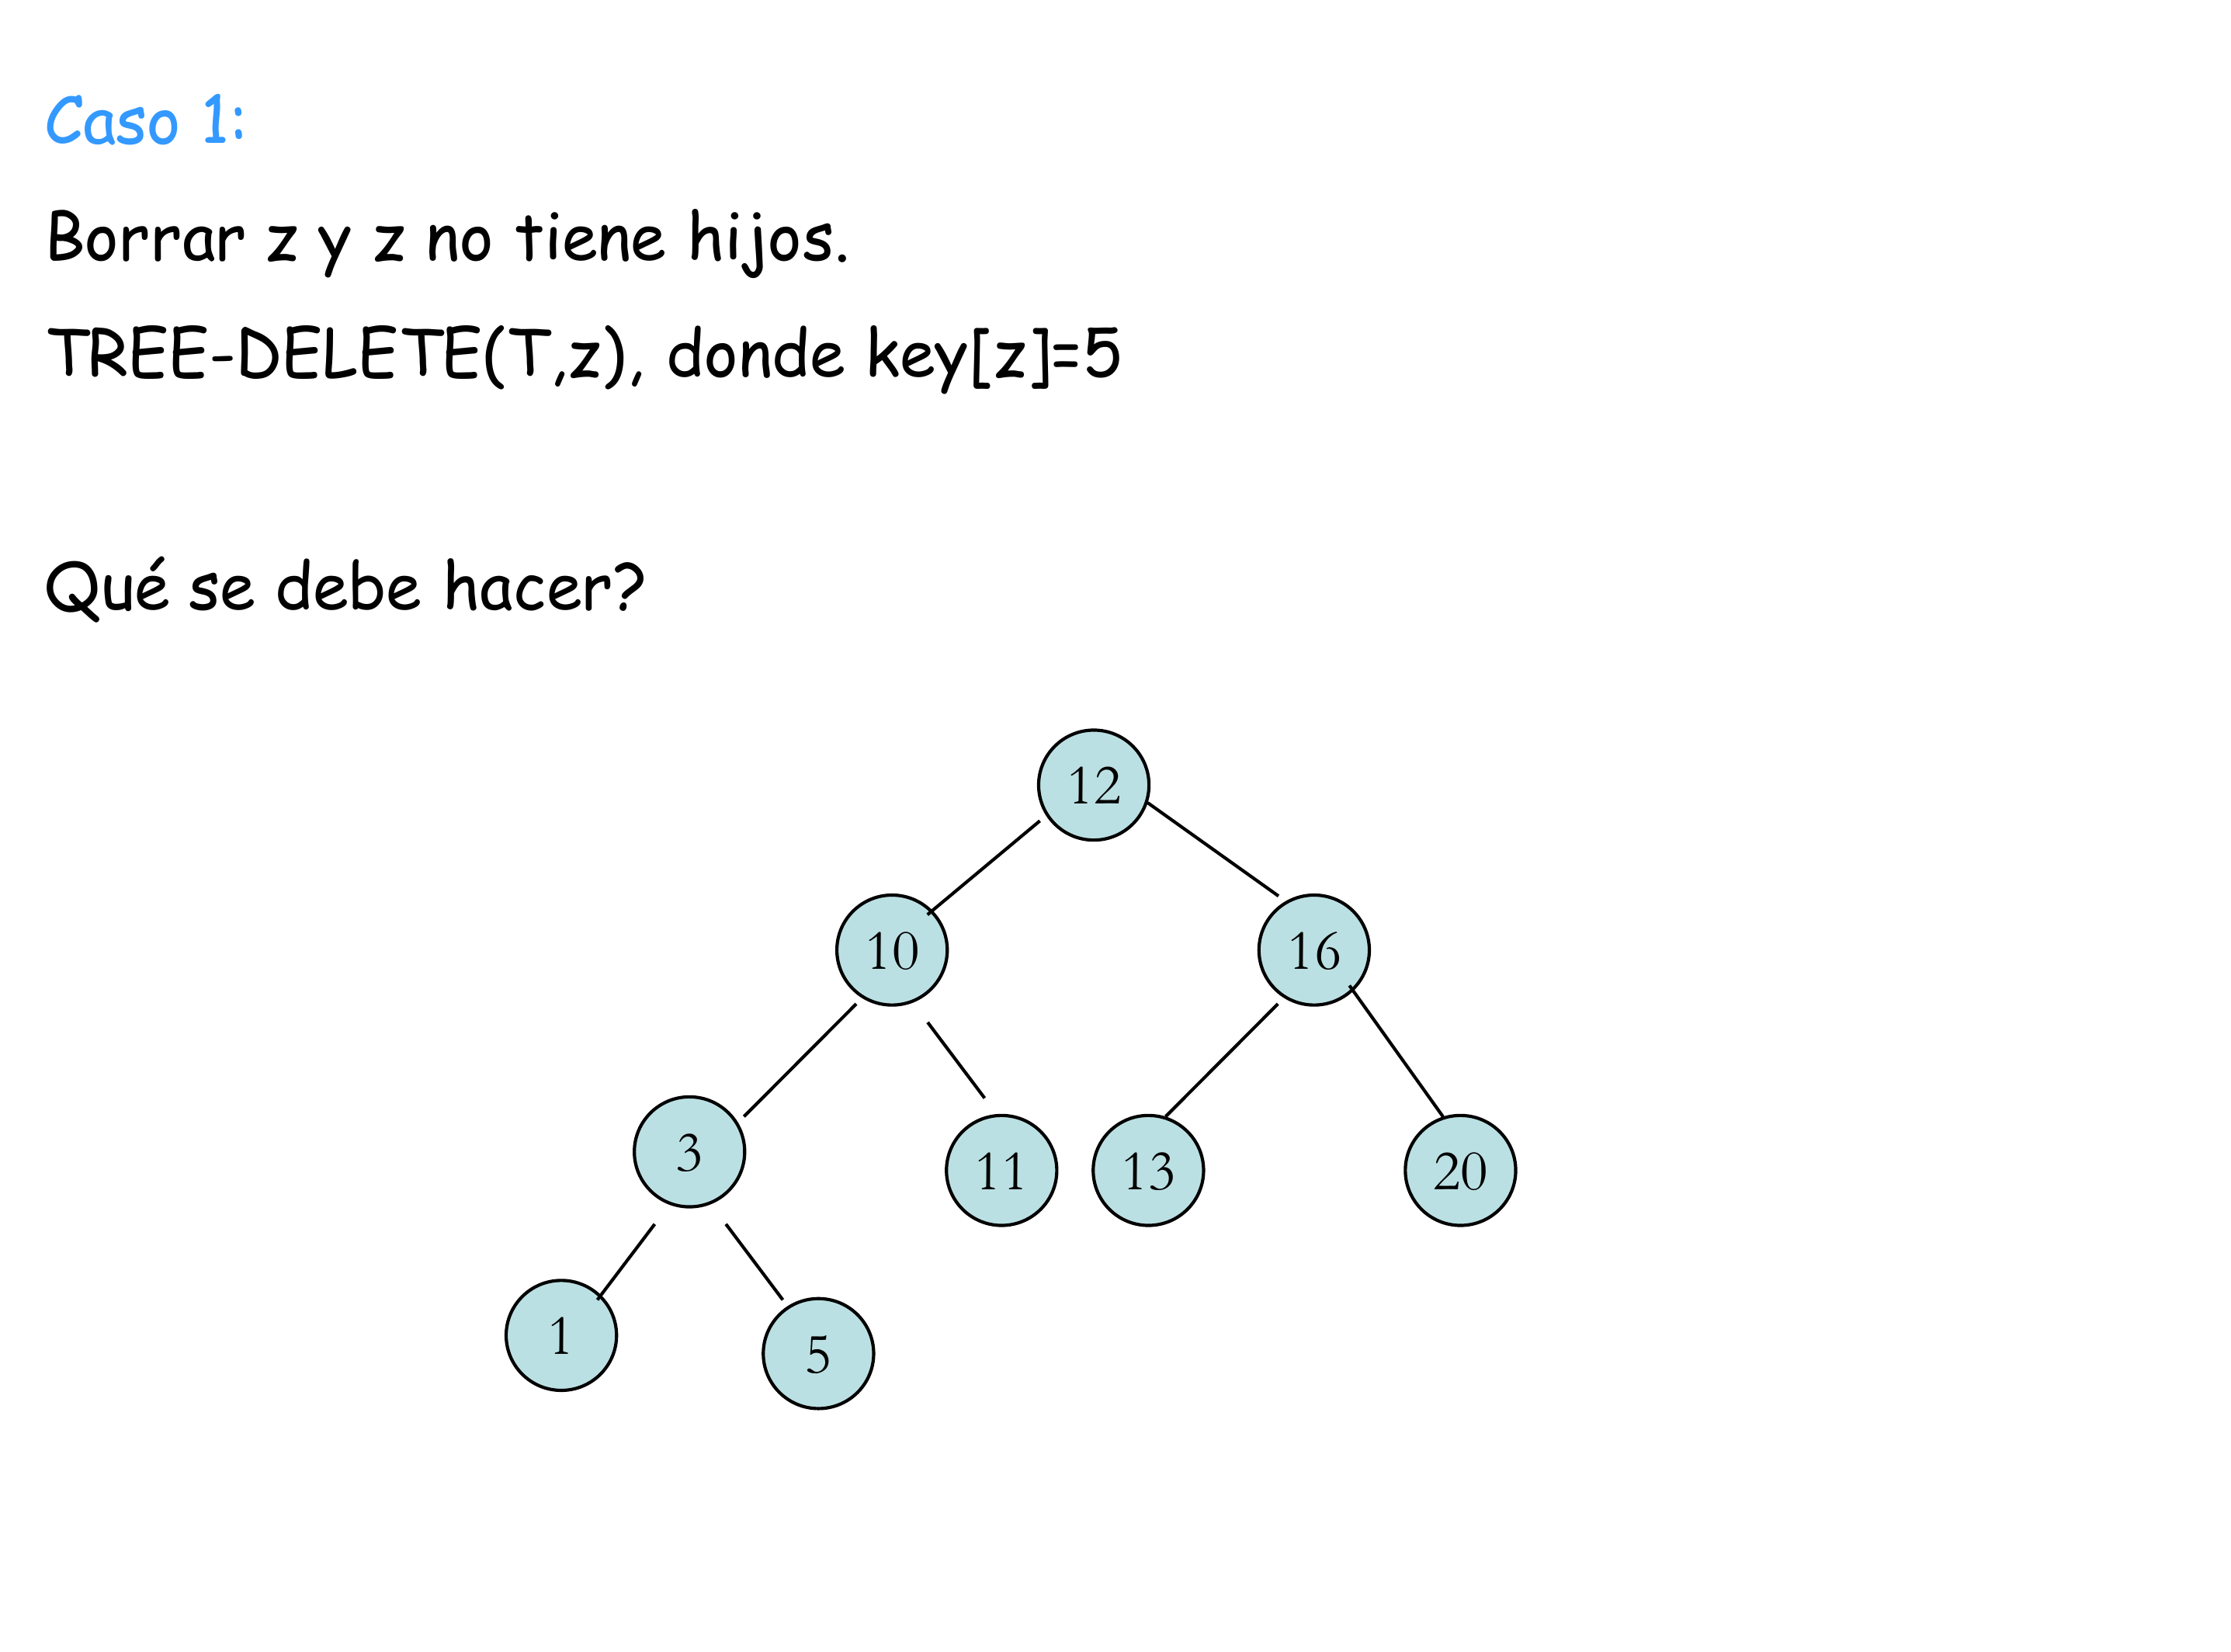 Caso 1:
Borrar z y z no tiene hijos.
TREE-DELETE(T,z), donde key[z]=5
Qué se debe hacer?
12
10
16
3
11
13
20
1
5